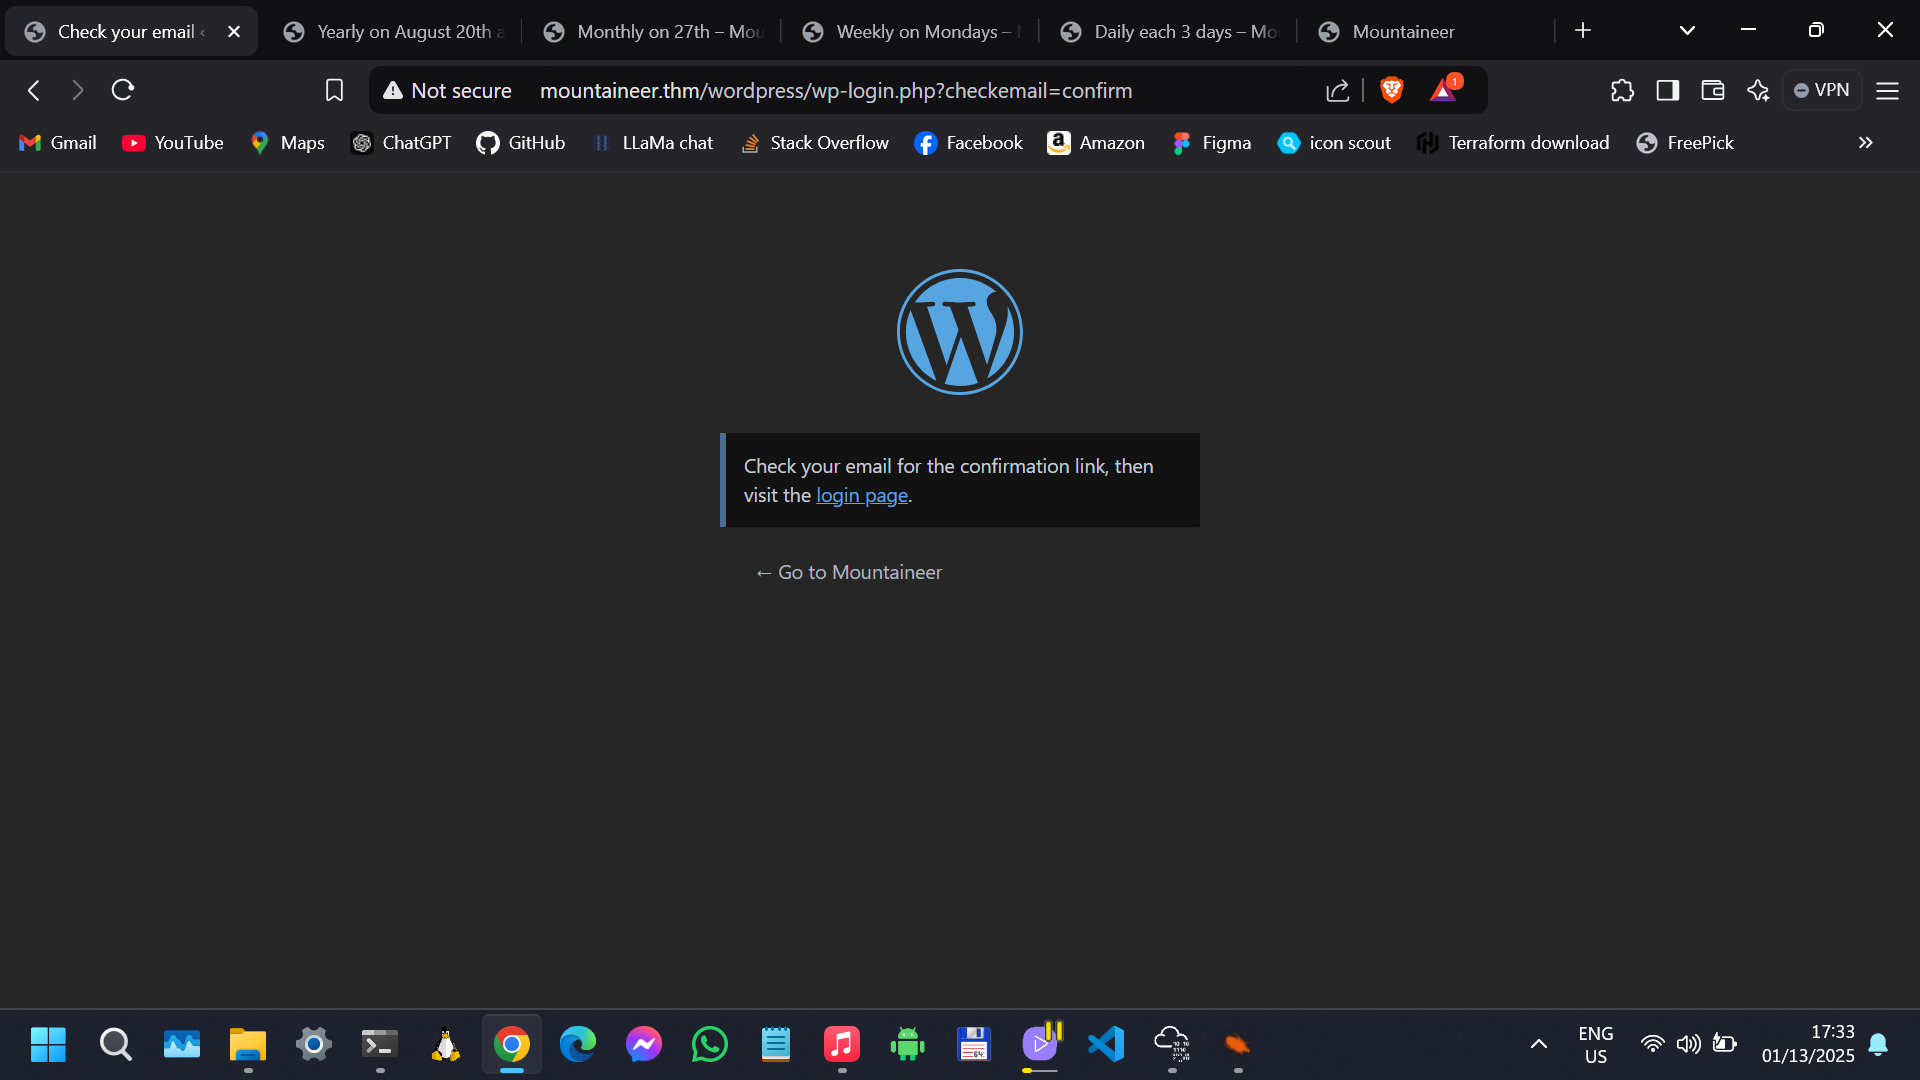 Check your email
Yearly on August 20th a
Monthly on 27th – Mou
Weekly on Mondays –
Daily each 3 days – Mo
Mountaineer
Not secure
mountaineer.thm/wordpress/wp-login.php?checkemail=confirm
1
VPN
Gmail
YouTube
Maps
ChatGPT
GitHub
LLaMa chat
Stack Overflow
Facebook
Amazon
Figma
icon scout
Terraform download
FreePick
»
Check your email for the confirmation link, then
visit the login page.
← Go to Mountaineer
ENG
US
17:33
01/13/2025